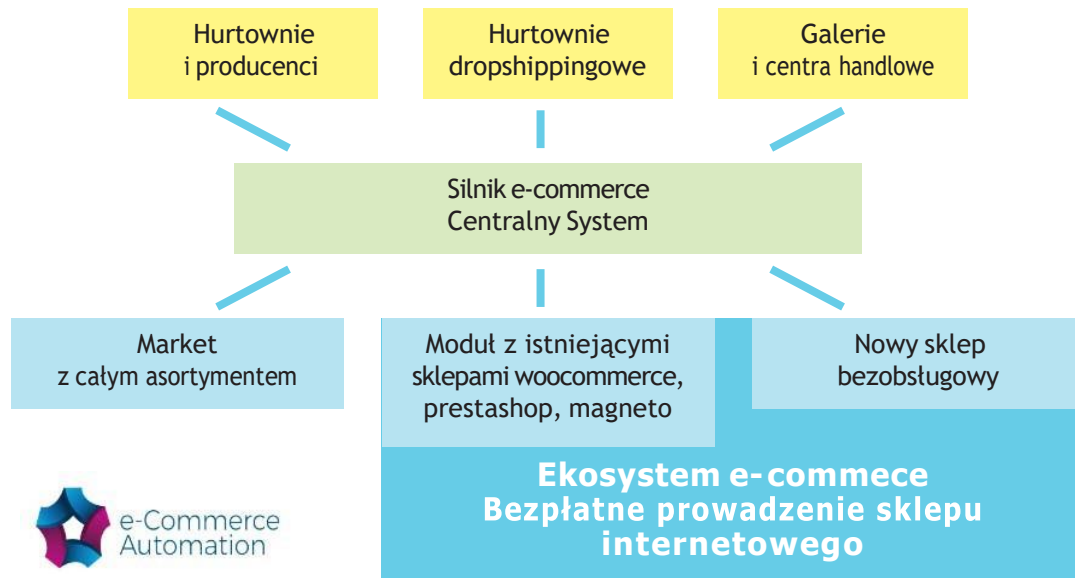 Hurtownie
i producenci
Hurtownie
dropshippingowe
Galerie
i centra handlowe
Silnik e-commerce
Centralny System
Market
z całym asortymentem
Moduł z istniejącymi
sklepami woocommerce,
prestashop, magneto
Nowy sklep
bezobsługowy
Ekosystem e-commece
Bezpłatne prowadzenie sklepu
internetowego
e-Commerce
Automation